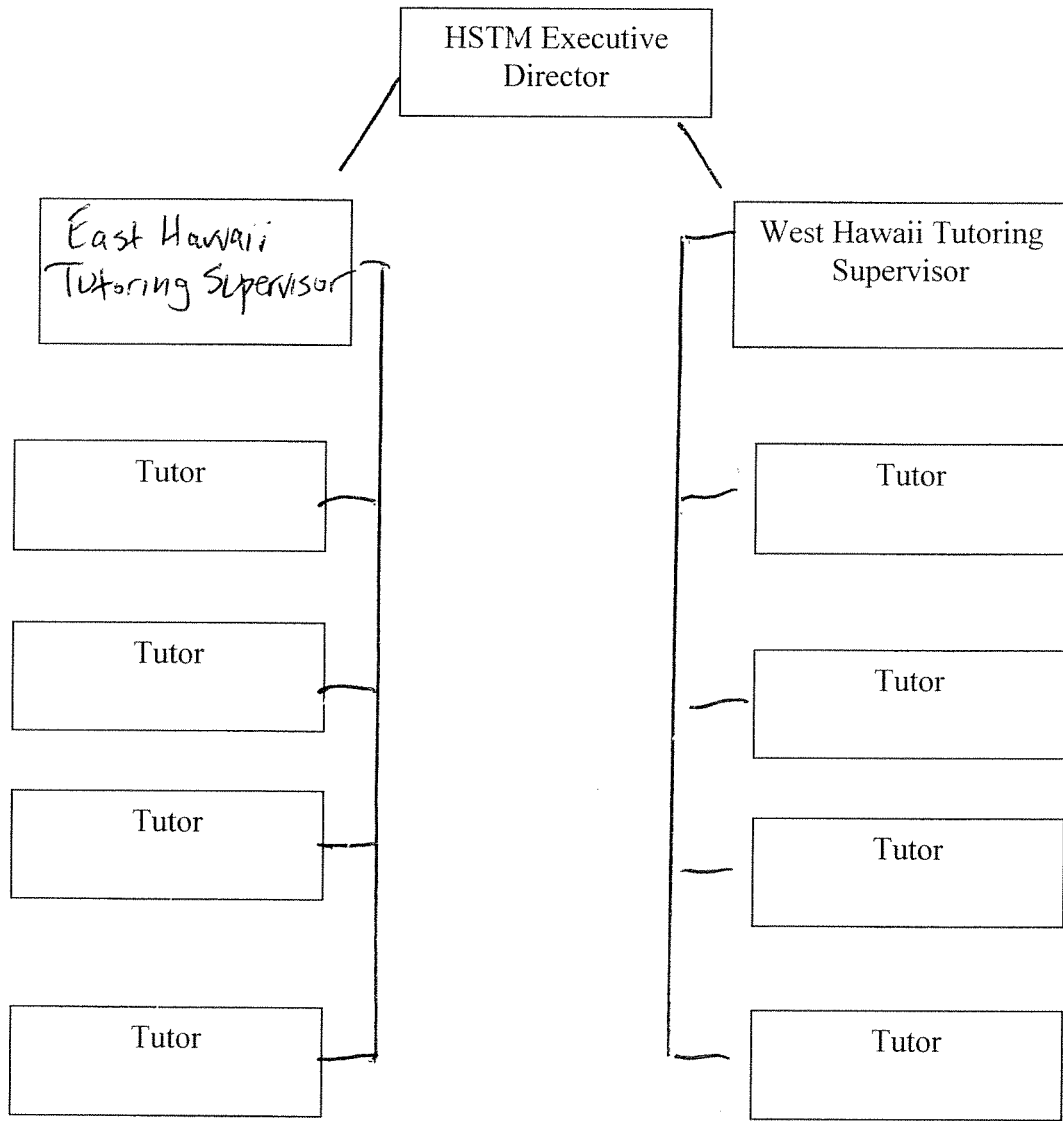 HSTM Executive
Director
East Hawaii
Tutoring Supervisor
West Hawaii Tutoring
Supervisor
Tutor
Tutor
Tutor
Tutor
Tutor
Tutor
Tutor
Tutor